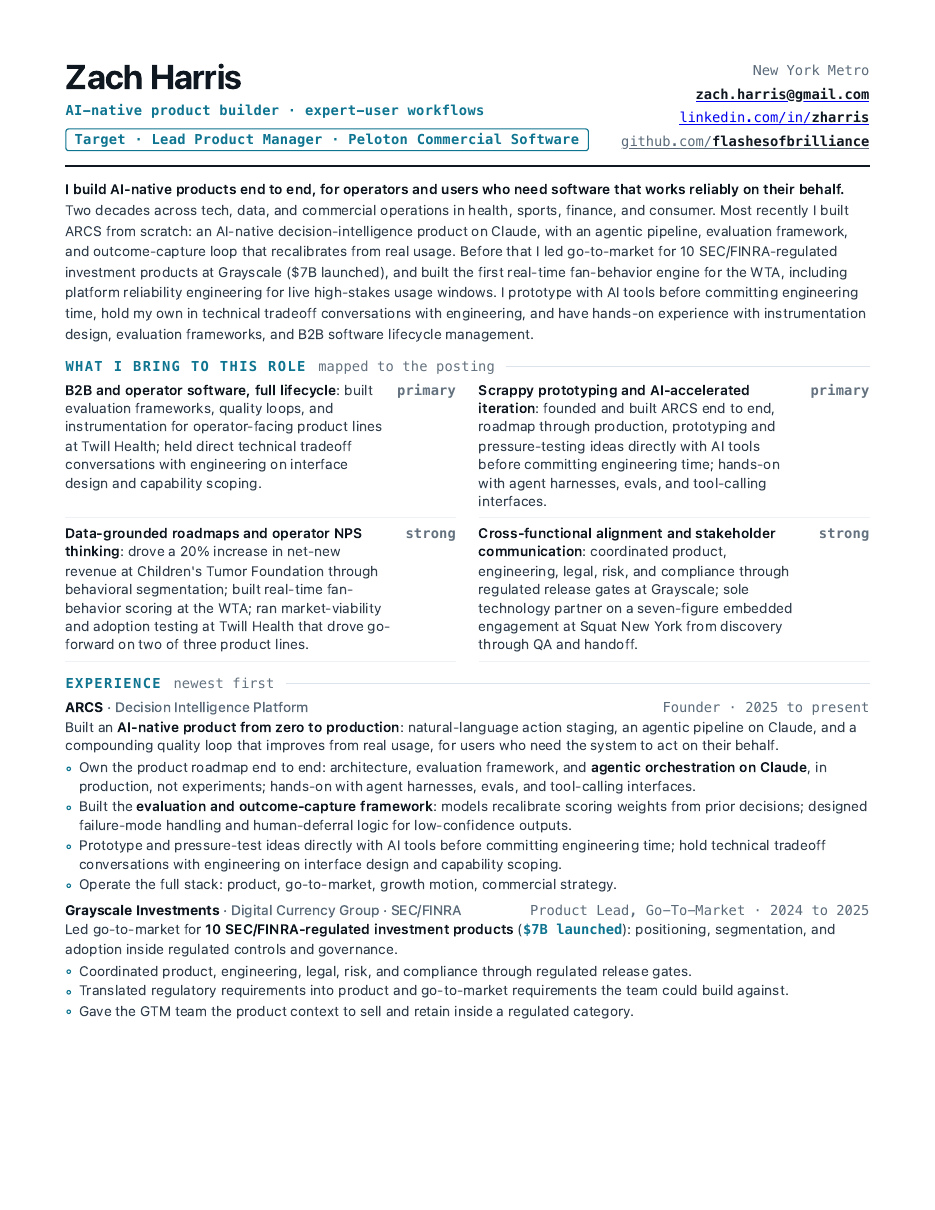 Zach Harris
AI-native product builder · expert-user workflows
Target · Lead Product Manager · Peloton Commercial Software
New York Metro
zach.harris@gmail.com
linkedin.com/in/zharris
github.com/flashesofbrilliance
I build AI-native products end to end, for operators and users who need software that works reliably on their behalf.
Two decades across tech, data, and commercial operations in health, sports, finance, and consumer. Most recently I built
ARCS from scratch: an AI-native decision-intelligence product on Claude, with an agentic pipeline, evaluation framework,
and outcome-capture loop that recalibrates from real usage. Before that I led go-to-market for 10 SEC/FINRA-regulated
investment products at Grayscale ($7B launched), and built the first real-time fan-behavior engine for the WTA, including
platform reliability engineering for live high-stakes usage windows. I prototype with AI tools before committing engineering
time, hold my own in technical tradeoff conversations with engineering, and have hands-on experience with instrumentation
design, evaluation frameworks, and B2B software lifecycle management.
WHAT I BRING TO THIS ROLE mapped to the posting
B2B and operator software, full lifecycle: built primary
evaluation frameworks, quality loops, and
instrumentation for operator-facing product lines
at Twill Health; held direct technical tradeoff
conversations with engineering on interface
design and capability scoping.
Scrappy prototyping and AI-accelerated primary
iteration: founded and built ARCS end to end,
roadmap through production, prototyping and
pressure-testing ideas directly with AI tools
before committing engineering time; hands-on
with agent harnesses, evals, and tool-calling
interfaces.
Data-grounded roadmaps and operator NPS strong
thinking: drove a 20% increase in net-new
revenue at Children's Tumor Foundation through
behavioral segmentation; built real-time fan-
behavior scoring at the WTA; ran market-viability
and adoption testing at Twill Health that drove go-
forward on two of three product lines.
Cross-functional alignment and stakeholder strong
communication: coordinated product,
engineering, legal, risk, and compliance through
regulated release gates at Grayscale; sole
technology partner on a seven-figure embedded
engagement at Squat New York from discovery
through QA and handoff.
EXPERIENCE newest first
ARCS · Decision Intelligence Platform Founder · 2025 to present
Built an AI-native product from zero to production: natural-language action staging, an agentic pipeline on Claude, and a
compounding quality loop that improves from real usage, for users who need the system to act on their behalf.
Own the product roadmap end to end: architecture, evaluation framework, and agentic orchestration on Claude, in
production, not experiments; hands-on with agent harnesses, evals, and tool-calling interfaces.
Built the evaluation and outcome-capture framework: models recalibrate scoring weights from prior decisions; designed
failure-mode handling and human-deferral logic for low-confidence outputs.
Prototype and pressure-test ideas directly with AI tools before committing engineering time; hold technical tradeoff
conversations with engineering on interface design and capability scoping.
Operate the full stack: product, go-to-market, growth motion, commercial strategy.
Grayscale Investments · Digital Currency Group · SEC/FINRA Product Lead, Go-To-Market · 2024 to 2025
Led go-to-market for 10 SEC/FINRA-regulated investment products ($7B launched): positioning, segmentation, and
adoption inside regulated controls and governance.
Coordinated product, engineering, legal, risk, and compliance through regulated release gates.
Translated regulatory requirements into product and go-to-market requirements the team could build against.
Gave the GTM team the product context to sell and retain inside a regulated category.